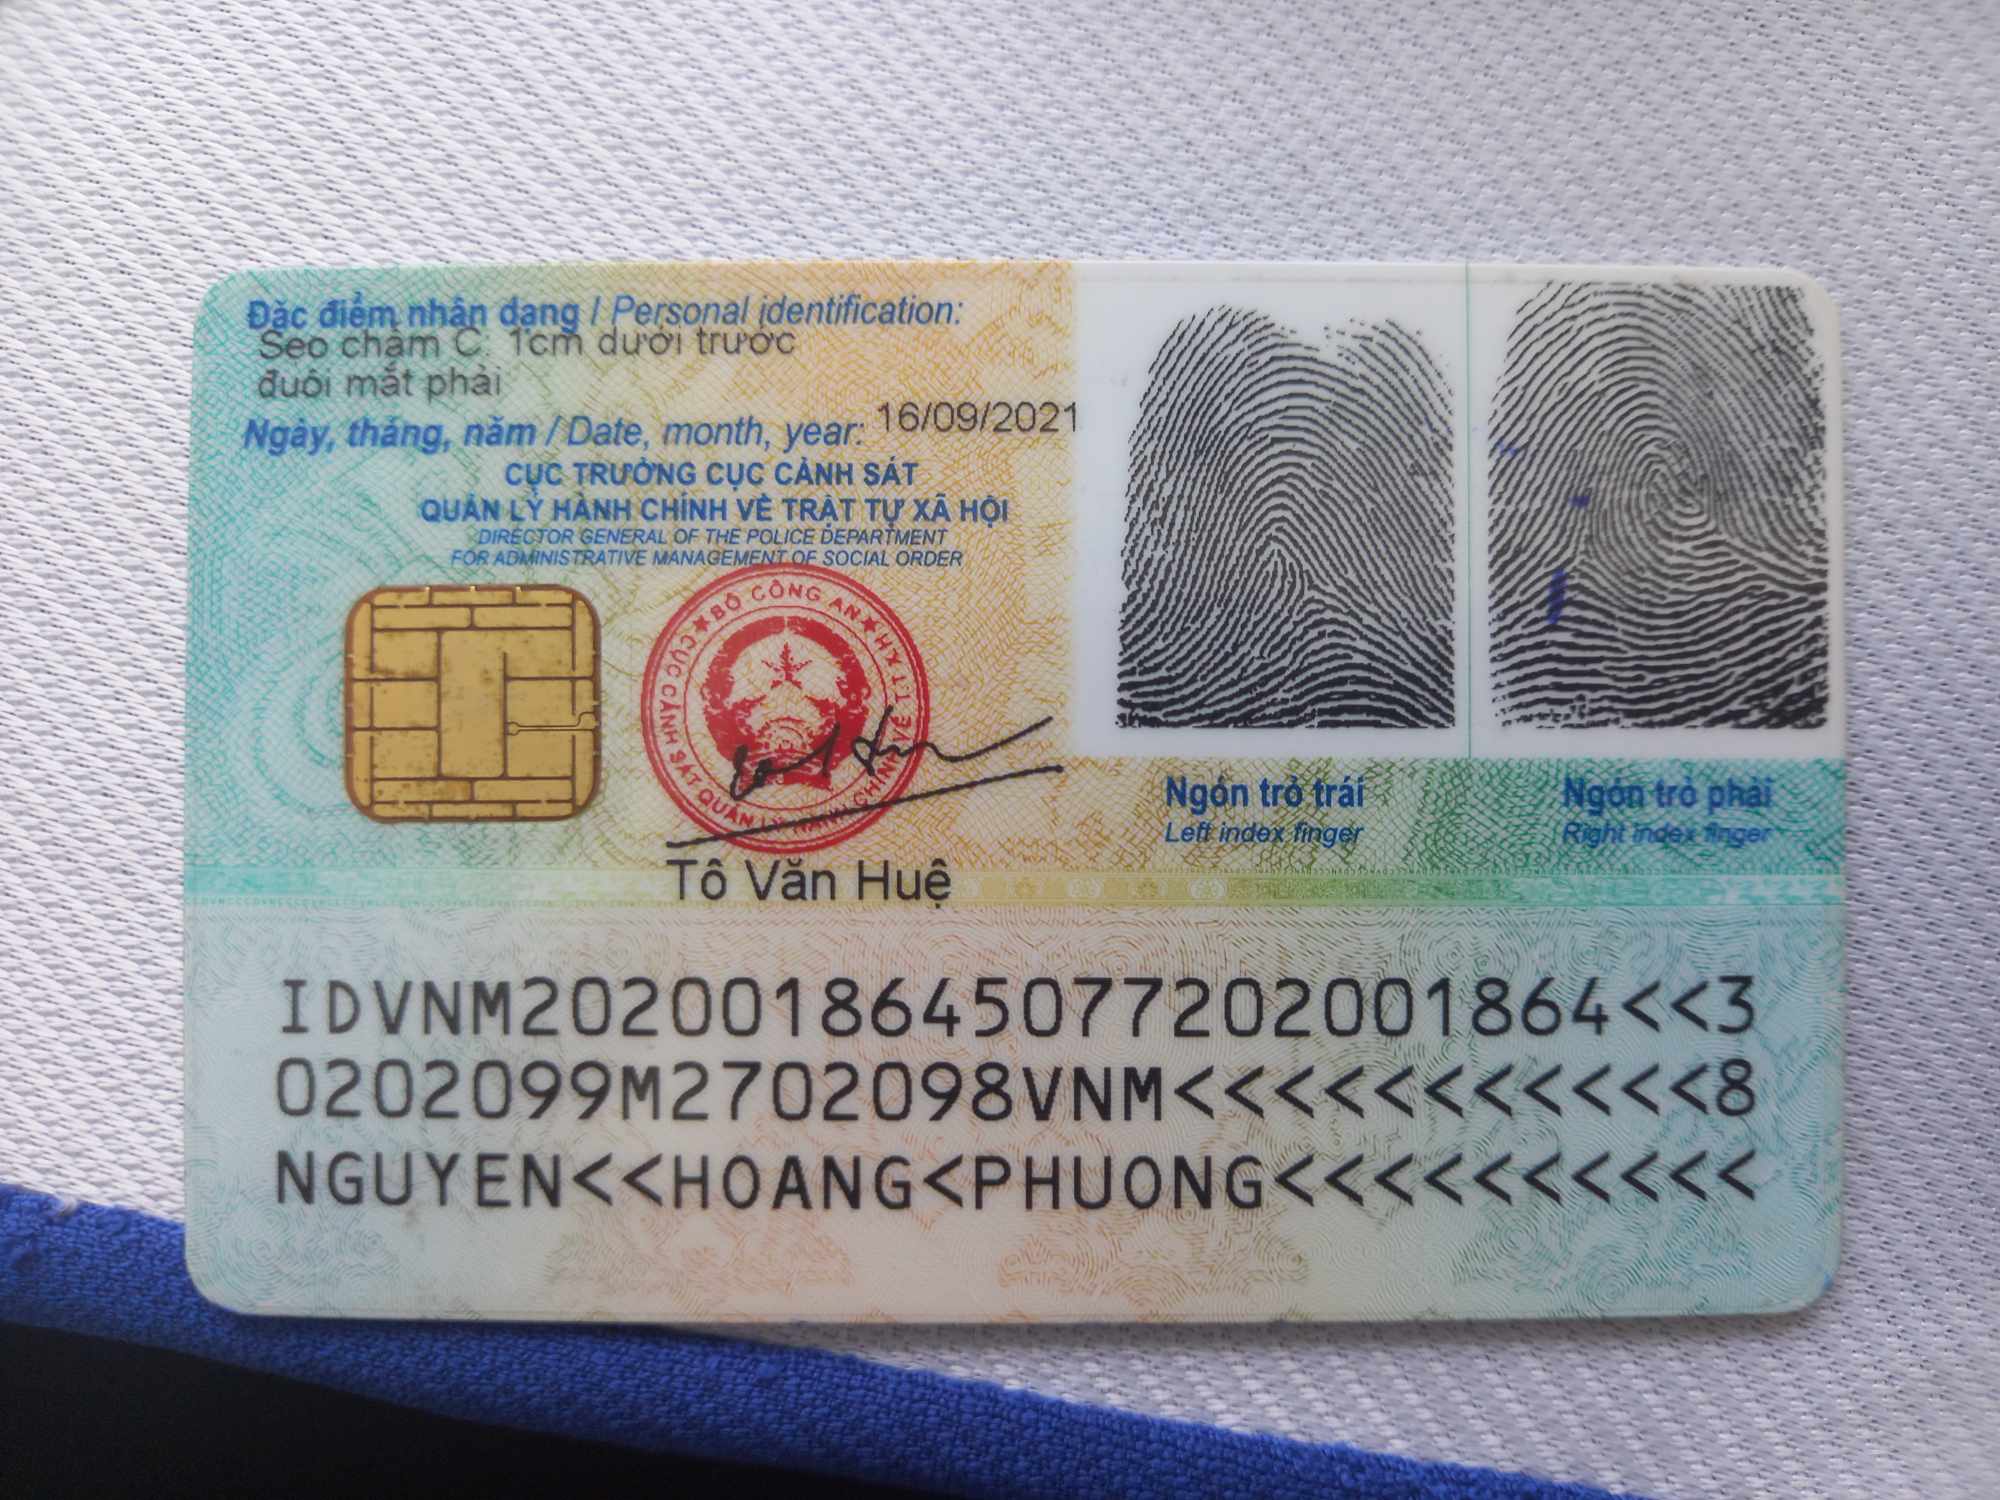 Đặc điểm nhân dạng / Personal identification:
Sẹo chấm C: 1cm dưới trước
đuôi mắt phải
Ngày, tháng, năm / Date, month, year: 16/09/2021
CỤC TRƯỞNG CỤC CẢNH SÁT
QUẢN LÝ HÀNH CHÍNH VỀ TRẬT TỰ XÃ HỘI
DIRECTOR GENERAL OF THE POLICE DEPARTMENT
FOR ADMINISTRATIVE MANAGEMENT OF SOCIAL ORDER
BỘ CÔNG AN
CỤC CẢNH SÁT QUẢN LÝ HÀNH CHÍNH VỀ TTXH
Tô Văn Huệ
Ngón trỏ trái
Left index finger
Ngón trỏ phải
Right index finger
IDVNM2020018645077202001864<<3
0202099M2702098VNM<<<<<<<<<<<8
NGUYEN<<HOANG<PHUONG<<<<<<<<<<